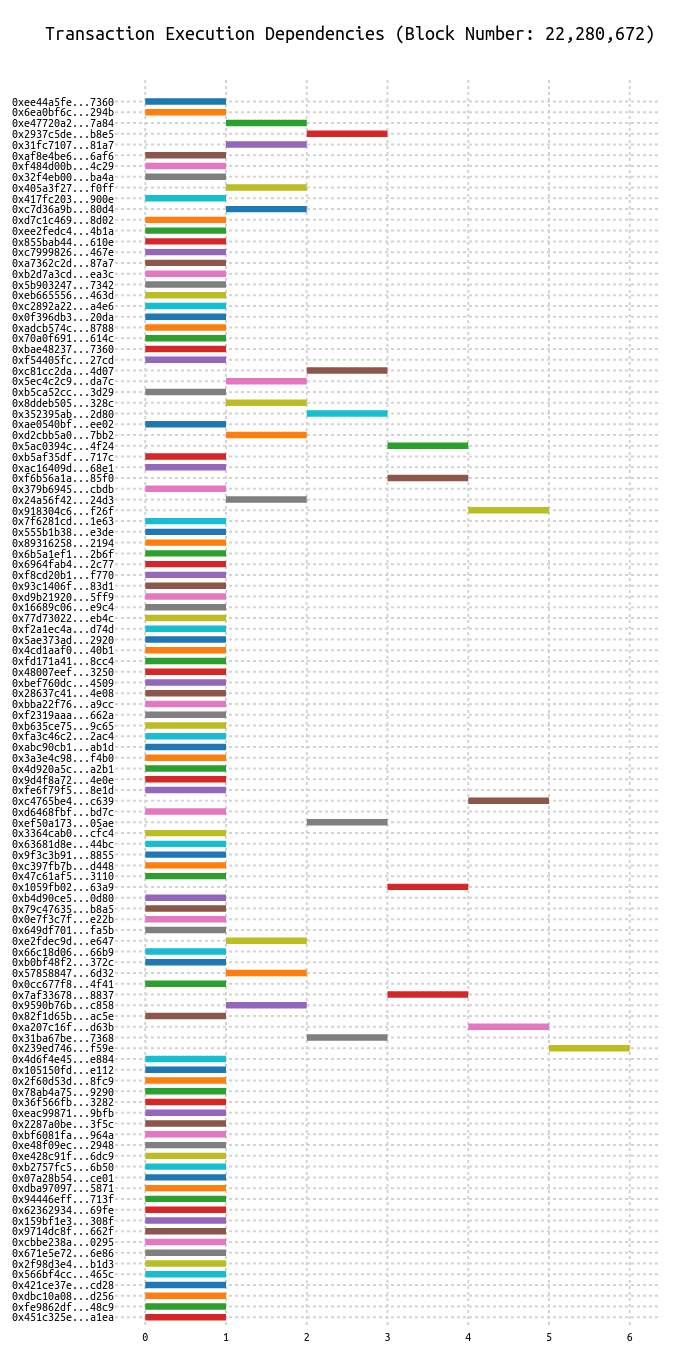 Transaction Execution Dependencies (Block Number: 22,280,672)
0xee44a5fe...7360
0x6ea0bf6c...294b
0xe47720a2...7a84
0x2937c5de...b8e5
0x31fc7107...81a7
0xaf8e4be6...6af6
0xf484d00b...4c29
0x32f4eb00...ba4a
0x405a3f27...f0ff
0x417fc203...900e
0xc7d36a9b...80d4
0xd7c1c469...8d02
0xee2fedc4...4b1a
0x855bab44...610e
0xc7999826...467e
0xa7362c2d...87a7
0xb2d7a3cd...ea3c
0x5b903247...7342
0xeb665556...463d
0xc2892a22...a4e6
0x0f396db3...20da
0xadcb574c...8788
0x70a0f691...614c
0xbae48237...7360
0xf54405fc...27cd
0xc81cc2da...4d07
0x5ec4c2c9...da7c
0xb5ca52cc...3d29
0x8ddeb505...328c
0x352395ab...2d80
0xae0540bf...ee02
0xd2cbb5a0...7bb2
0x5ac0394c...4f24
0xb5af35df...717c
0xac16409d...68e1
0xf6b56a1a...85f0
0x379b6945...cbdb
0x24a56f42...24d3
0x918304c6...f26f
0x7f6281cd...1e63
0x555b1b38...e3de
0x89316258...2194
0x6b5a1ef1...2b6f
0x6964fab4...2c77
0xf8cd20b1...f770
0x93c1406f...83d1
0xd9b21920...5ff9
0x16689c06...e9c4
0x77d73022...eb4c
0xf2a1ec4a...d74d
0x5ae373ad...2920
0x4cd1aaf0...40b1
0xfd171a41...8cc4
0x48007eef...3250
0xbef760dc...4509
0x28637c41...4e08
0xbba22f76...a9cc
0xf2319aaa...662a
0xb635ce75...9c65
0xfa3c46c2...2ac4
0xabc90cb1...ab1d
0x3a3e4c98...f4b0
0x4d920a5c...a2b1
0x9d4f8a72...4e0e
0xfe6f79f5...8e1d
0xc4765be4...c639
0xd6468fbf...bd7c
0xef50a173...05ae
0x3364cab0...cfc4
0x63681d8e...44bc
0x9f3c3b91...8855
0xc397fb7b...d448
0x47c61af5...3110
0x1059fb02...63a9
0xb4d90ce5...0d80
0x79c47635...b8a5
0x0e7f3c7f...e22b
0x649df701...fa5b
0xe2fdec9d...e647
0x66c18d06...66b9
0xb0bf48f2...372c
0x57858847...6d32
0x0cc677f8...4f41
0x7af33678...8837
0x9590b76b...c858
0x82f1d65b...ac5e
0xa207c16f...d63b
0x31ba67be...7368
0x239ed746...f59e
0x4d6f4e45...e884
0x105150fd...e112
0x2f60d53d...8fc9
0x78ab4a75...9290
0x36f566fb...3282
0xeac99871...9bfb
0x2287a0be...3f5c
0xbf6081fa...964a
0xe48f09ec...2948
0xe428c91f...6dc9
0xb2757fc5...6b50
0x07a28b54...ce01
0xdba97097...5871
0x94446eff...713f
0x62362934...69fe
0x159bf1e3...308f
0x9714dc8f...662f
0xcbbe238a...0295
0x671e5e72...6e86
0x2f98d3e4...b1d3
0x566bf4cc...465c
0x421ce37e...cd28
0xdbc10a08...d256
0xfe9862df...48c9
0x451c325e...a1ea
0 1 2 3 4 5 6